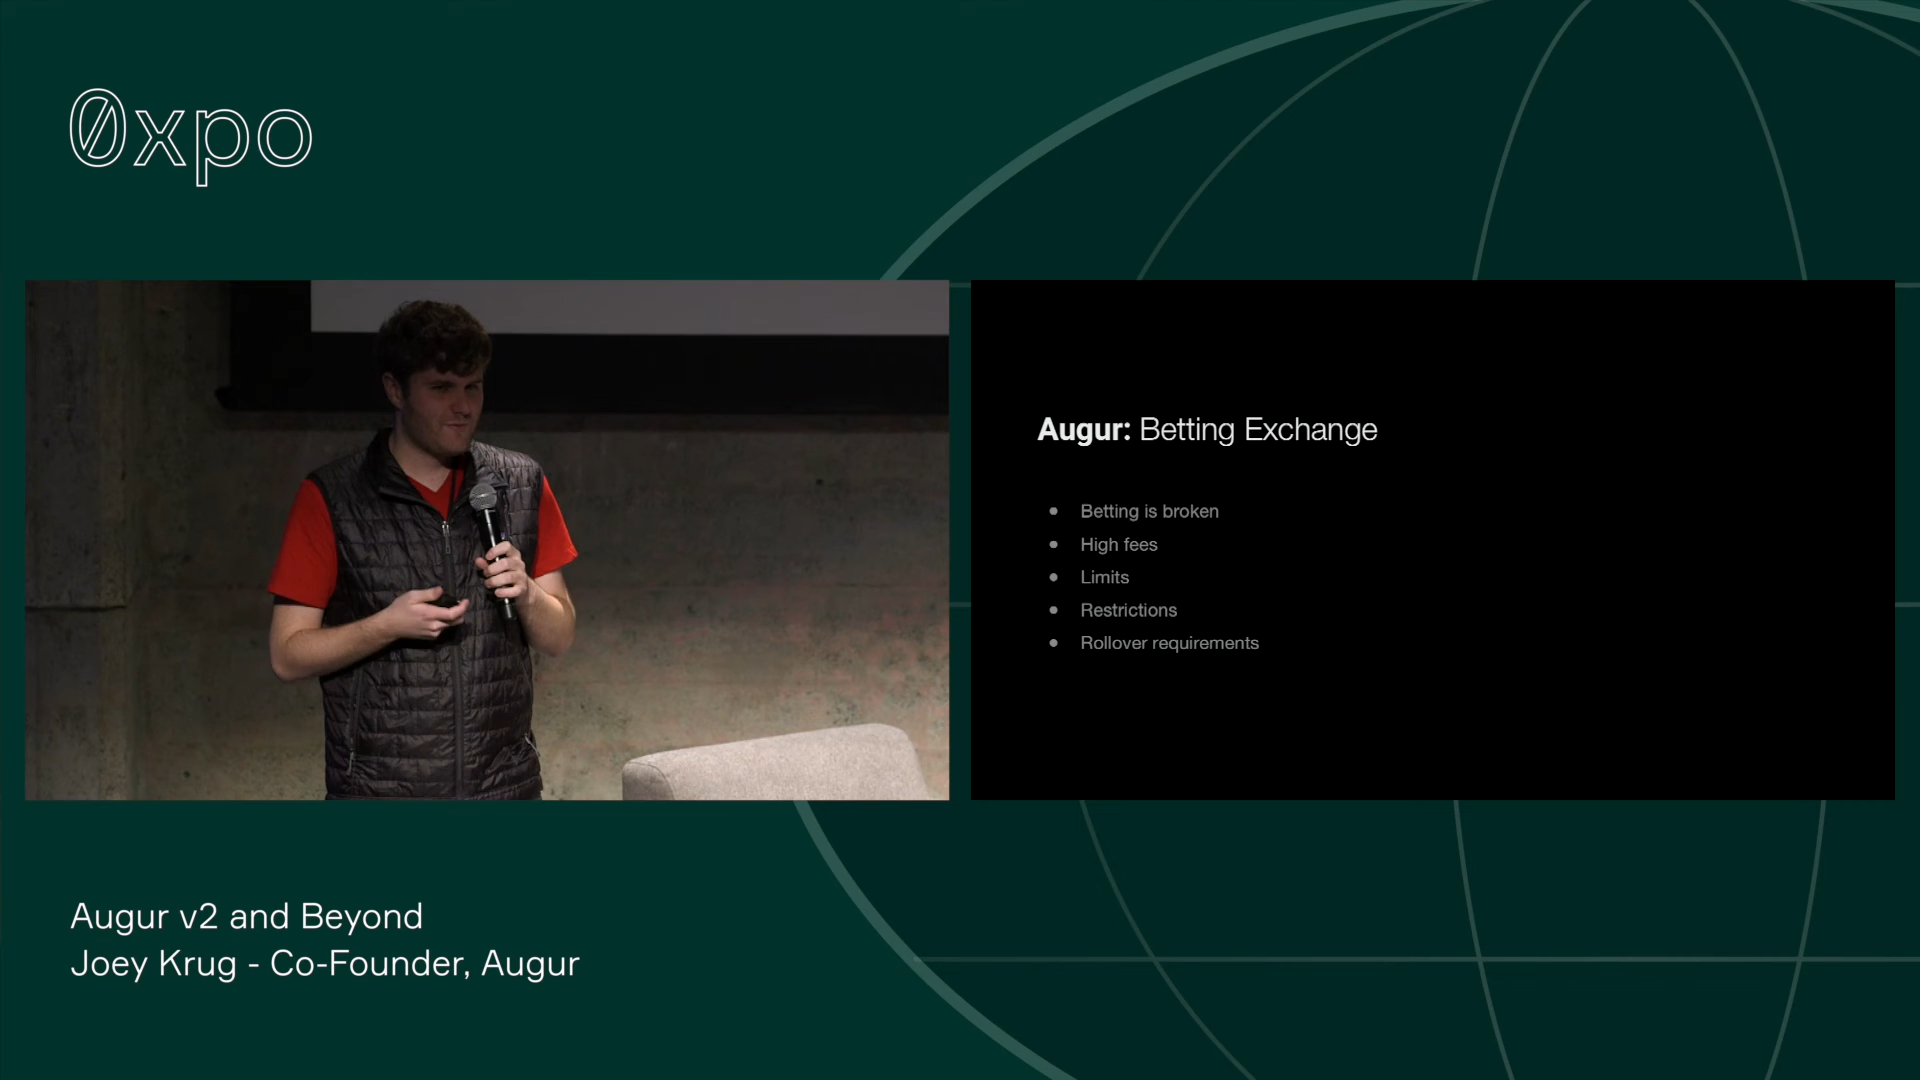 0xpo
Augur: Betting Exchange
● Betting is broken
● High fees
● Limits
● Restrictions
● Rollover requirements
Augur v2 and Beyond
Joey Krug - Co-Founder, Augur